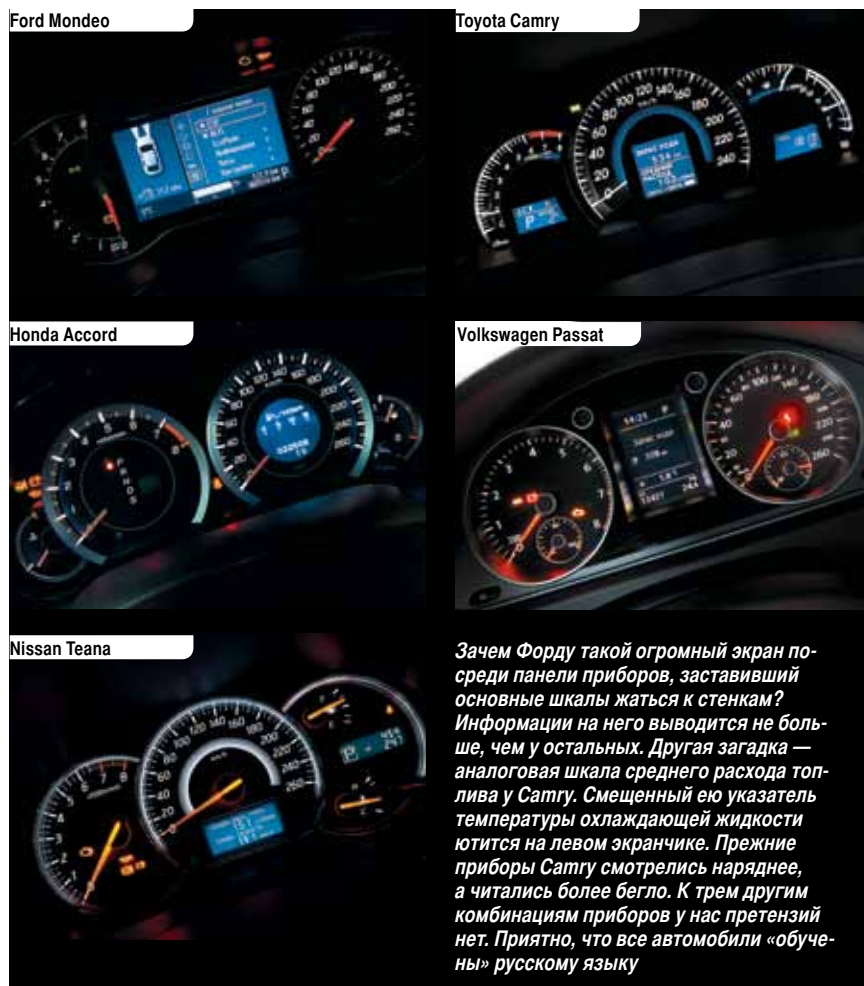 Ford Mondeo
Toyota Camry
Honda Accord
Volkswagen Passat
Nissan Teana
Зачем Форду такой огромный экран по-
среди панели приборов, заставивший
основные шкалы жаться к стенкам?
Информации на него выводится не боль-
ше, чем у остальных. Другая загадка —
аналоговая шкала среднего расхода топ-
лива у Camry. Смещенный ею указатель
температуры охлаждающей жидкости
ютится на левом экранчике. Прежние
приборы Camry смотрелись наряднее,
а читались более бегло. К трем другим
комбинациям приборов у нас претензий
нет. Приятно, что все автомобили «обуче-
ны» русскому языку